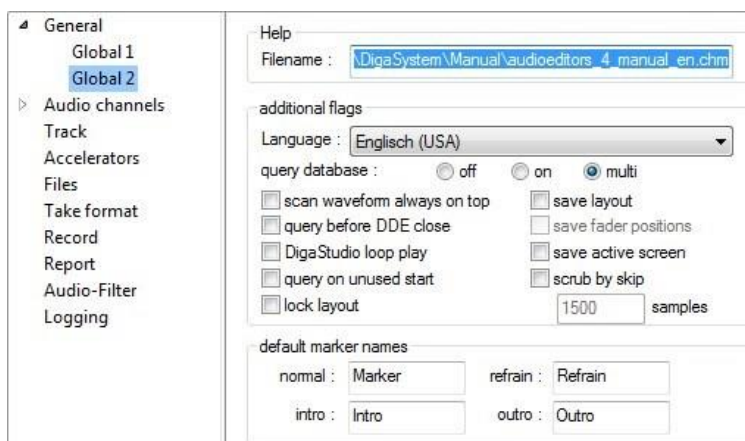 General
Global 1
Global 2
Audio channels
Track
Accelerators
Files
Take format
Record
Report
Audio-Filter
Logging
Help
Filename : \DigaSystem\Manual\audioeditors_4_manual_en.chm
additional flags
Language : Englisch (USA)
query database : off on multi
scan waveform always on top save layout
query before DDE close save fader positions
DigaStudio loop play save active screen
query on unused start scrub by skip
lock layout 1500 samples
default marker names
normal : Marker refrain : Refrain
intro : Intro outro : Outro